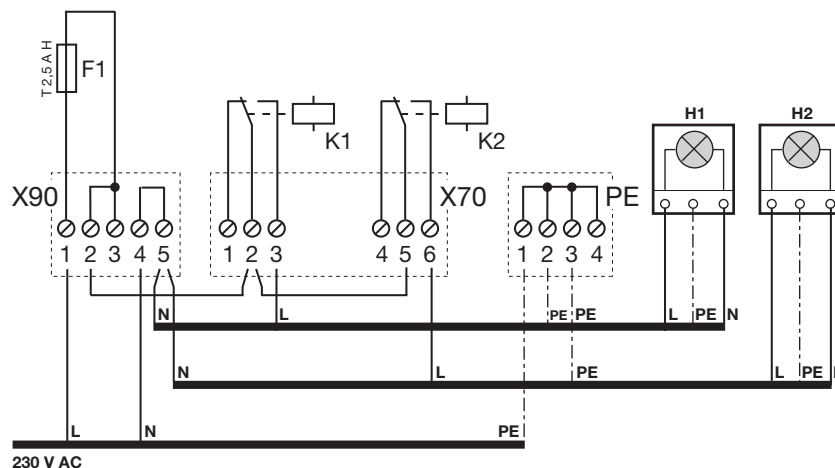 T 2,5 A H
F1
K1
K2
H1
H2
X90
X70
PE
1 2 3 4 5
1 2 3
4 5 6
1 2 3 4
N L PE PE L PE N
N L PE L PE
L N PE
230 V AC